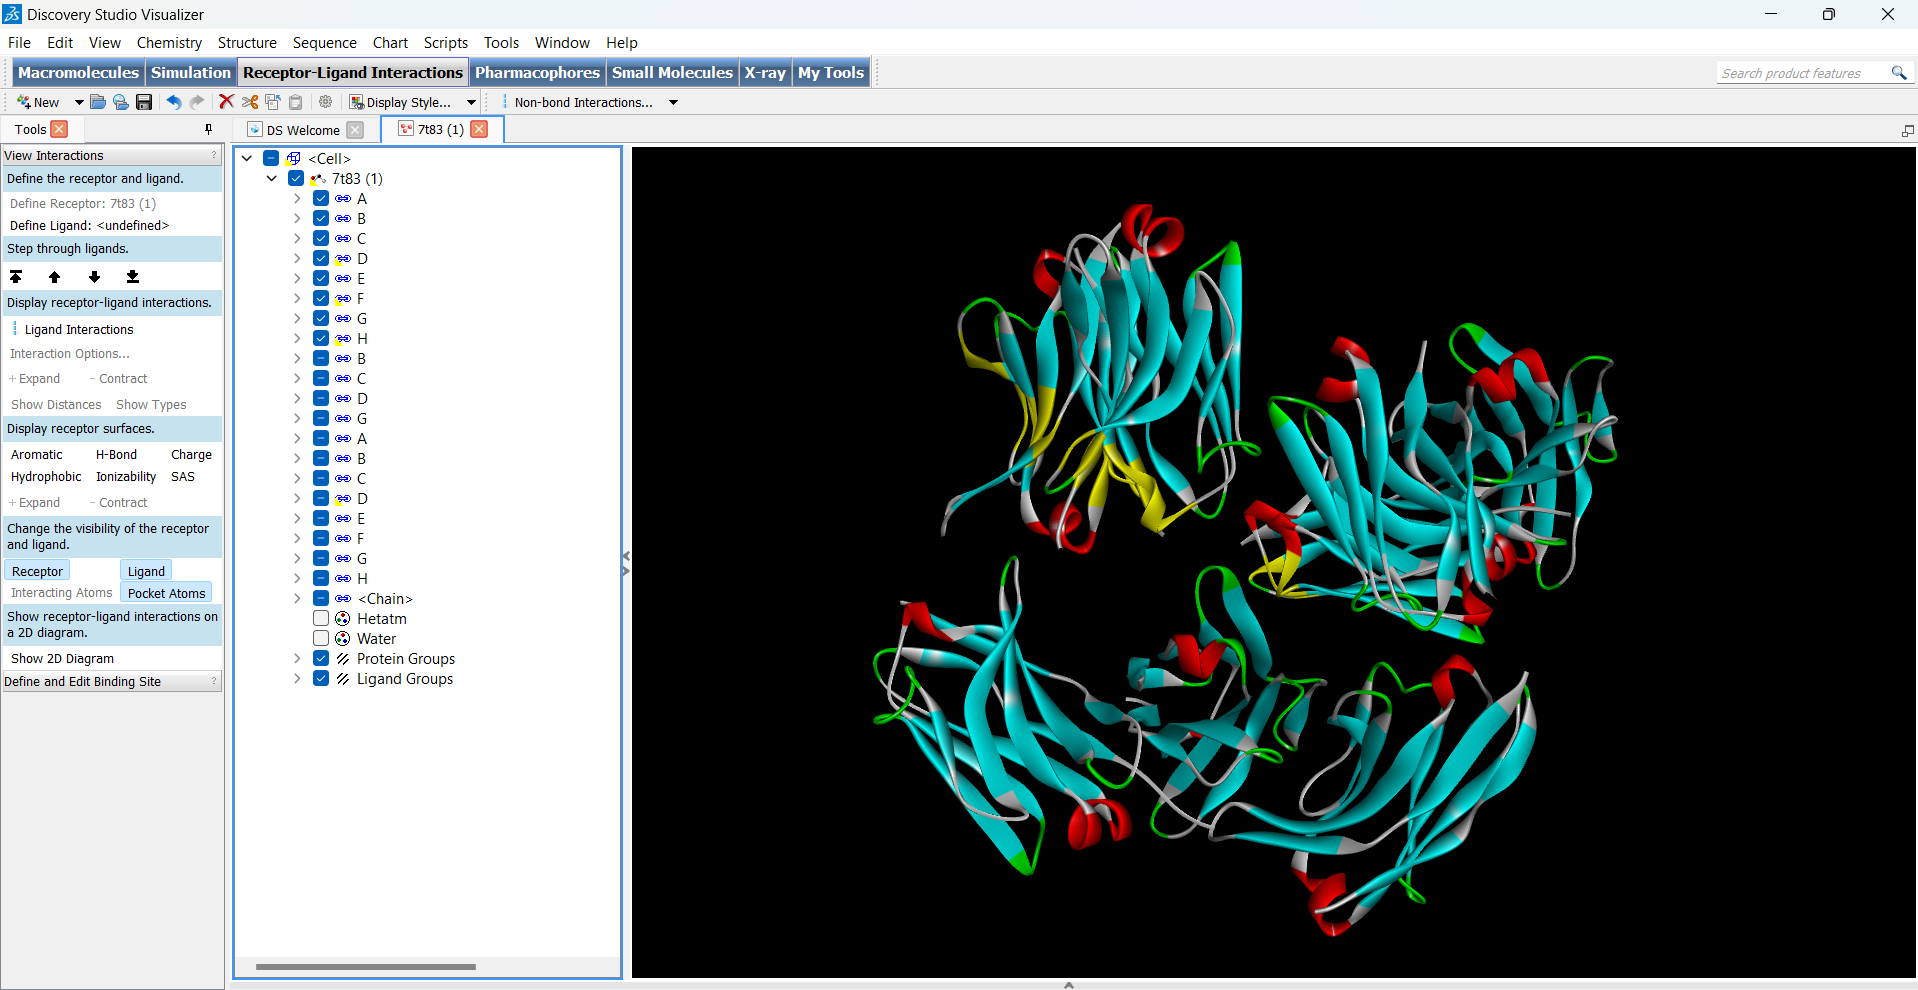 Discovery Studio Visualizer
File Edit View Chemistry Structure Sequence Chart Scripts Tools Window Help
Macromolecules Simulation Receptor-Ligand Interactions Pharmacophores Small Molecules X-ray My Tools
Search product features
New Display Style... Non-bond Interactions...
Tools
DS Welcome
7t83 (1)
View Interactions ?
Define the receptor and ligand.
Define Receptor: 7t83 (1)
Define Ligand: <undefined>
Step through ligands.
Display receptor-ligand interactions.
Ligand Interactions
Interaction Options...
+ Expand - Contract
Show Distances Show Types
Display receptor surfaces.
Aromatic H-Bond Charge
Hydrophobic Ionizability SAS
+ Expand - Contract
Change the visibility of the receptor
and ligand.
Receptor Ligand
Interacting Atoms Pocket Atoms
Show receptor-ligand interactions on
a 2D diagram.
Show 2D Diagram
Define and Edit Binding Site ?
<Cell>
7t83 (1)
A
B
C
D
E
F
G
H
B
C
D
G
A
B
C
D
E
F
G
H
<Chain>
Hetatm
Water
Protein Groups
Ligand Groups